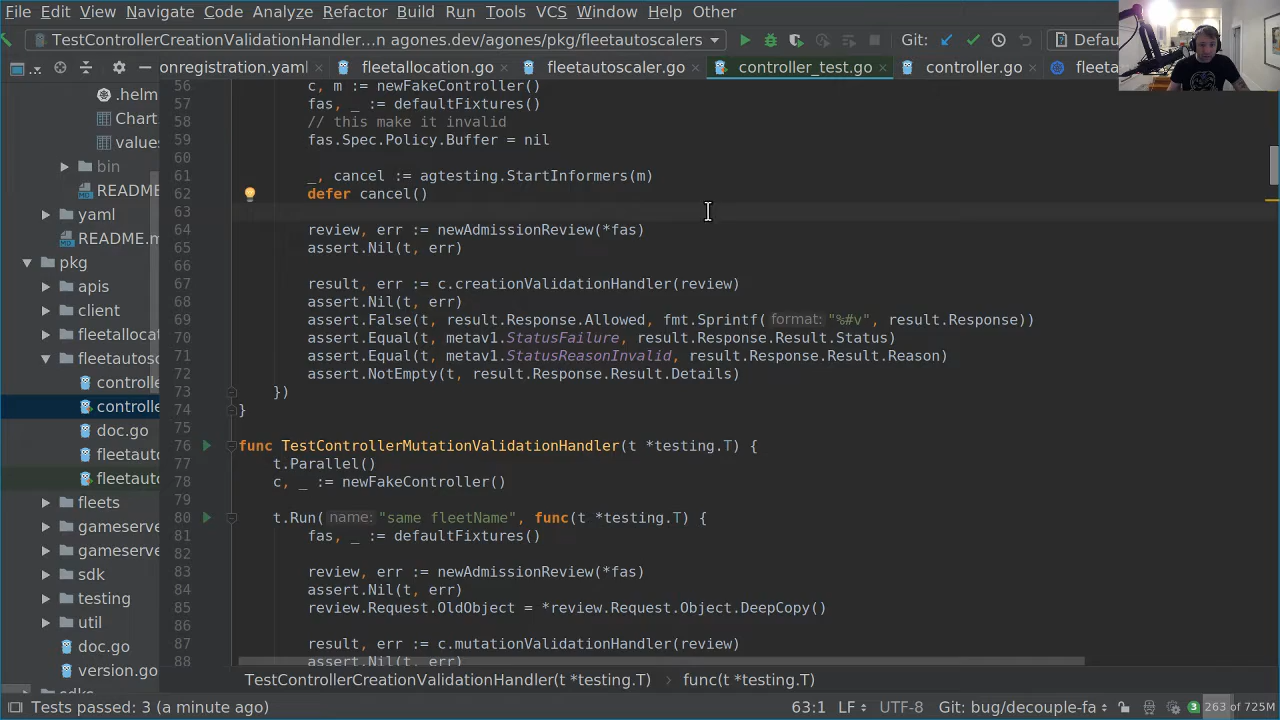 File Edit View Navigate Code Analyze Refactor Build Run Tools VCS Window Help Other
TestControllerCreationValidationHandler...n agones.dev/agones/pkg/fleetautoscalers Git: Defau
onregistration.yaml fleetallocation.go fleetautoscaler.go controller_test.go controller.go fleeta
.helm
Chart
value
bin
README
yaml
README.m
pkg
apis
client
fleetalloca
fleetautosc
controlle
controlle
doc.go
fleetauto
fleetauto
fleets
gameserve
gameserve
sdk
testing
util
doc.go
version.go
sdks
56 c, m := newFakeController()
57 fas, _ := defaultFixtures()
58 // this make it invalid
59 fas.Spec.Policy.Buffer = nil
60
61 _, cancel := agtesting.StartInformers(m)
62 defer cancel()
63
64 review, err := newAdmissionReview(*fas)
65 assert.Nil(t, err)
66
67 result, err := c.creationValidationHandler(review)
68 assert.Nil(t, err)
69 assert.False(t, result.Response.Allowed, fmt.Sprintf( format: "%#v", result.Response))
70 assert.Equal(t, metav1.StatusFailure, result.Response.Result.Status)
71 assert.Equal(t, metav1.StatusReasonInvalid, result.Response.Result.Reason)
72 assert.NotEmpty(t, result.Response.Result.Details)
73 })
74 }
75
76 func TestControllerMutationValidationHandler(t *testing.T) {
77 t.Parallel()
78 c, _ := newFakeController()
79
80 t.Run( name: "same fleetName", func(t *testing.T) {
81 fas, _ := defaultFixtures()
82
83 review, err := newAdmissionReview(*fas)
84 assert.Nil(t, err)
85 review.Request.OldObject = *review.Request.Object.DeepCopy()
86
87 result, err := c.mutationValidationHandler(review)
88 assert.Nil(t, err)
TestControllerCreationValidationHandler(t *testing.T) func(t *testing.T)
Tests passed: 3 (a minute ago) 63:1 LF UTF-8 Git: bug/decouple-fa 3 263 of 725M